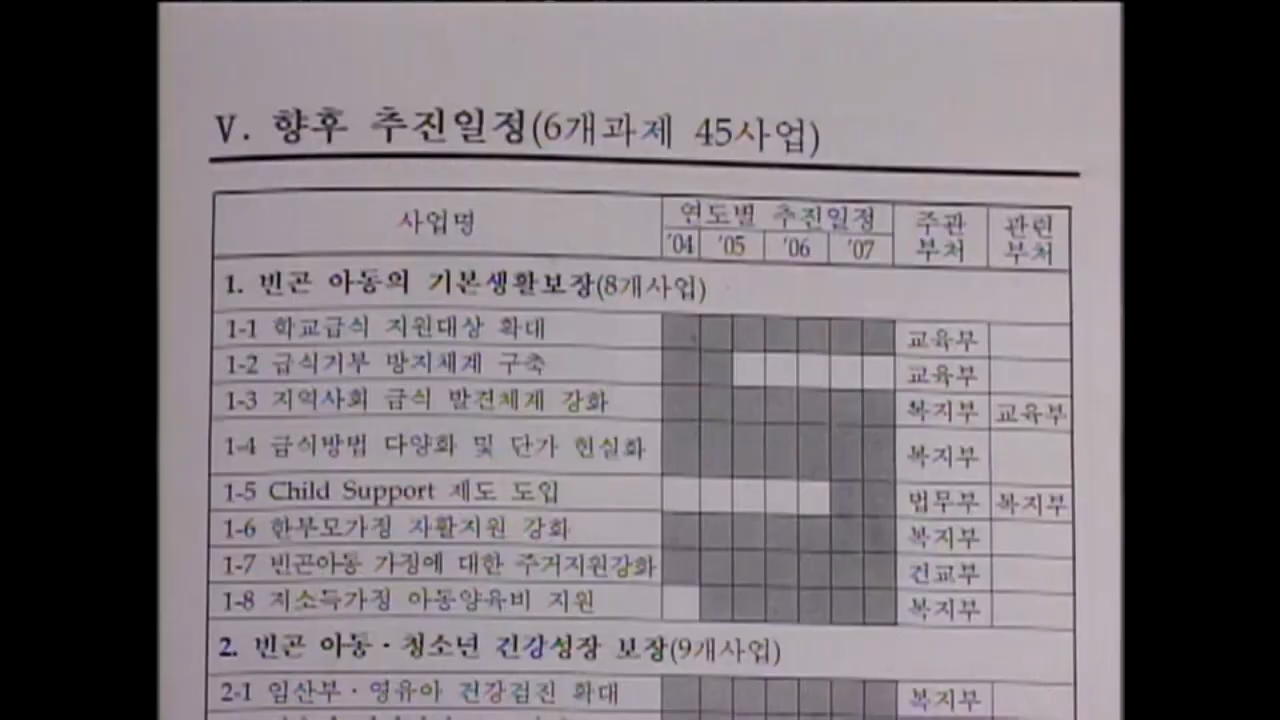 Ⅴ. 향후 추진일정(6개과제 45사업)
사업명 연도별 추진일정 주관부처 관련부처
'04 '05 '06 '07
1. 빈곤 아동의 기본생활보장(8개사업)
1-1 학교급식 지원대상 확대 교육부
1-2 급식기부 방지체계 구축 교육부
1-3 지역사회 급식 발견체계 강화 복지부 교육부
1-4 급식방법 다양화 및 단가 현실화 복지부
1-5 Child Support 제도 도입 법무부 복지부
1-6 한부모가정 자활지원 강화 복지부
1-7 빈곤아동 가정에 대한 주거지원강화 건교부
1-8 저소득가정 아동양육비 지원 복지부
2. 빈곤 아동·청소년 건강성장 보장(9개사업)
2-1 임산부·영유아 건강검진 확대 복지부